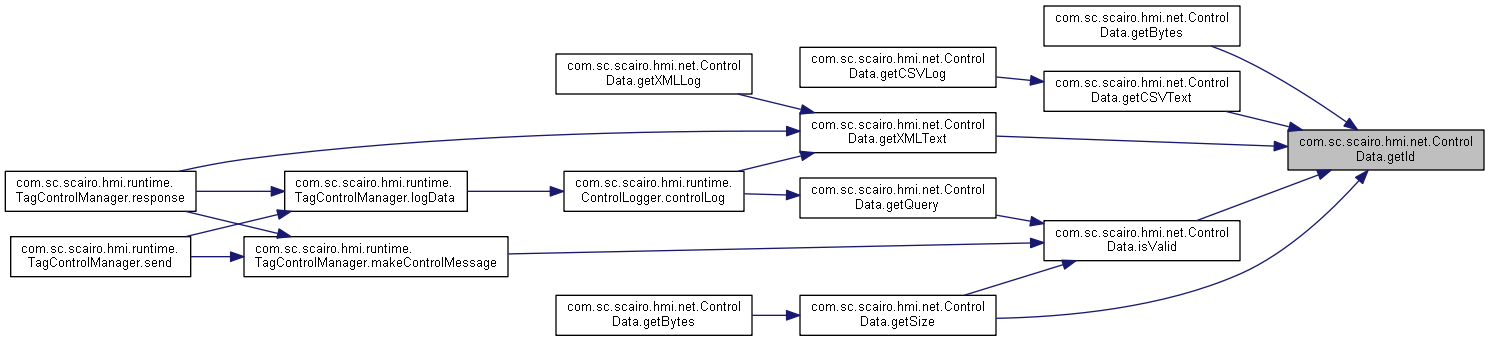 com.sc.scairo.hmi.net.Control
Data.getBytes
com.sc.scairo.hmi.net.Control
Data.getXMLLog
com.sc.scairo.hmi.net.Control
Data.getCSVLog
com.sc.scairo.hmi.net.Control
Data.getCSVText
com.sc.scairo.hmi.net.Control
Data.getXMLText
com.sc.scairo.hmi.net.Control
Data.getId
com.sc.scairo.hmi.runtime.
TagControlManager.response
com.sc.scairo.hmi.runtime.
TagControlManager.logData
com.sc.scairo.hmi.runtime.
ControlLogger.controlLog
com.sc.scairo.hmi.net.Control
Data.getQuery
com.sc.scairo.hmi.net.Control
Data.isValid
com.sc.scairo.hmi.runtime.
TagControlManager.send
com.sc.scairo.hmi.runtime.
TagControlManager.makeControlMessage
com.sc.scairo.hmi.net.Control
Data.getBytes
com.sc.scairo.hmi.net.Control
Data.getSize